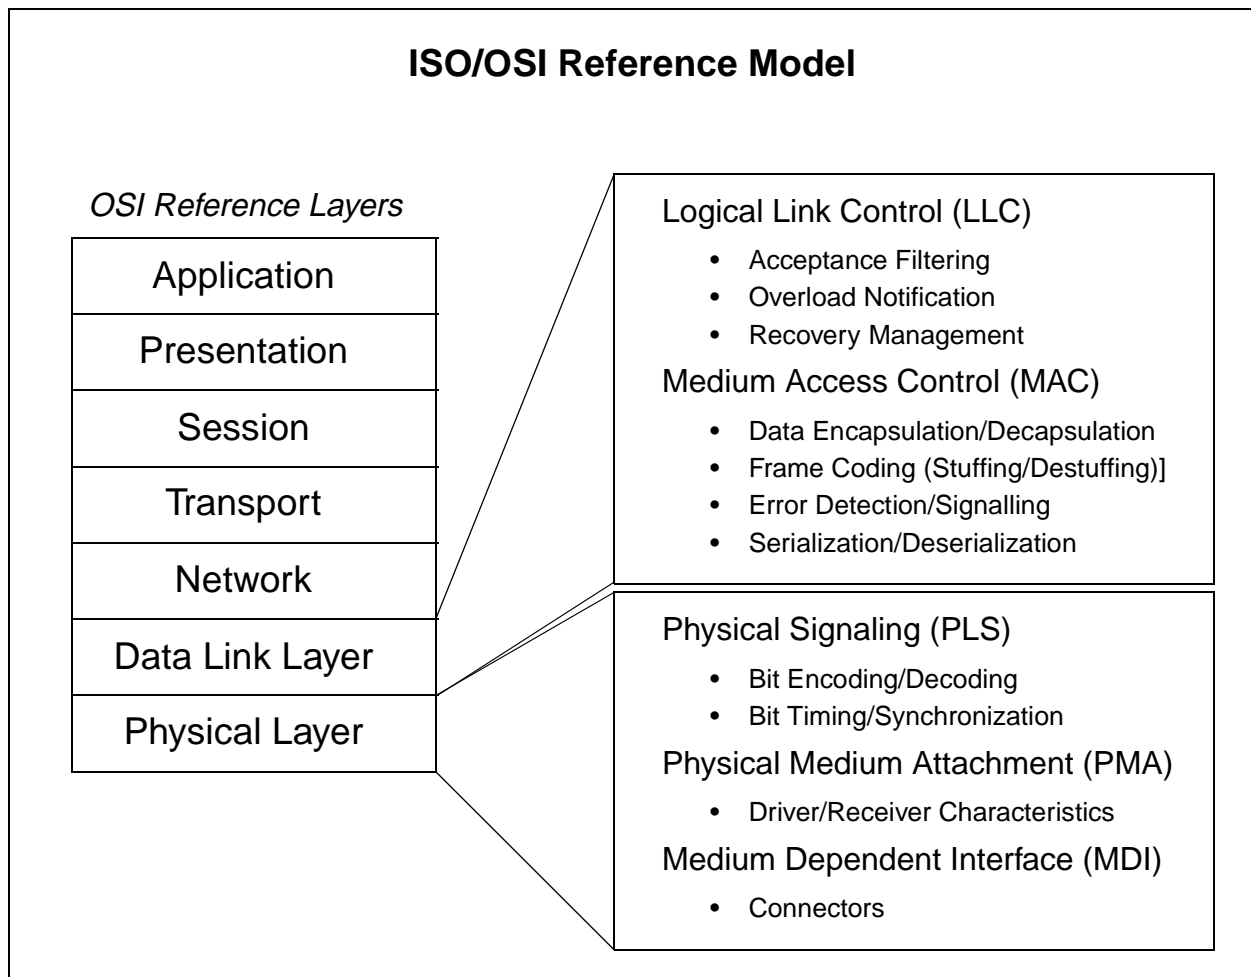 ISO/OSI Reference Model
OSI Reference Layers
Application
Presentation
Session
Transport
Network
Data Link Layer
Physical Layer
Logical Link Control (LLC)
• Acceptance Filtering
• Overload Notification
• Recovery Management
Medium Access Control (MAC)
• Data Encapsulation/Decapsulation
• Frame Coding (Stuffing/Destuffing)]
• Error Detection/Signalling
• Serialization/Deserialization
Physical Signaling (PLS)
• Bit Encoding/Decoding
• Bit Timing/Synchronization
Physical Medium Attachment (PMA)
• Driver/Receiver Characteristics
Medium Dependent Interface (MDI)
• Connectors